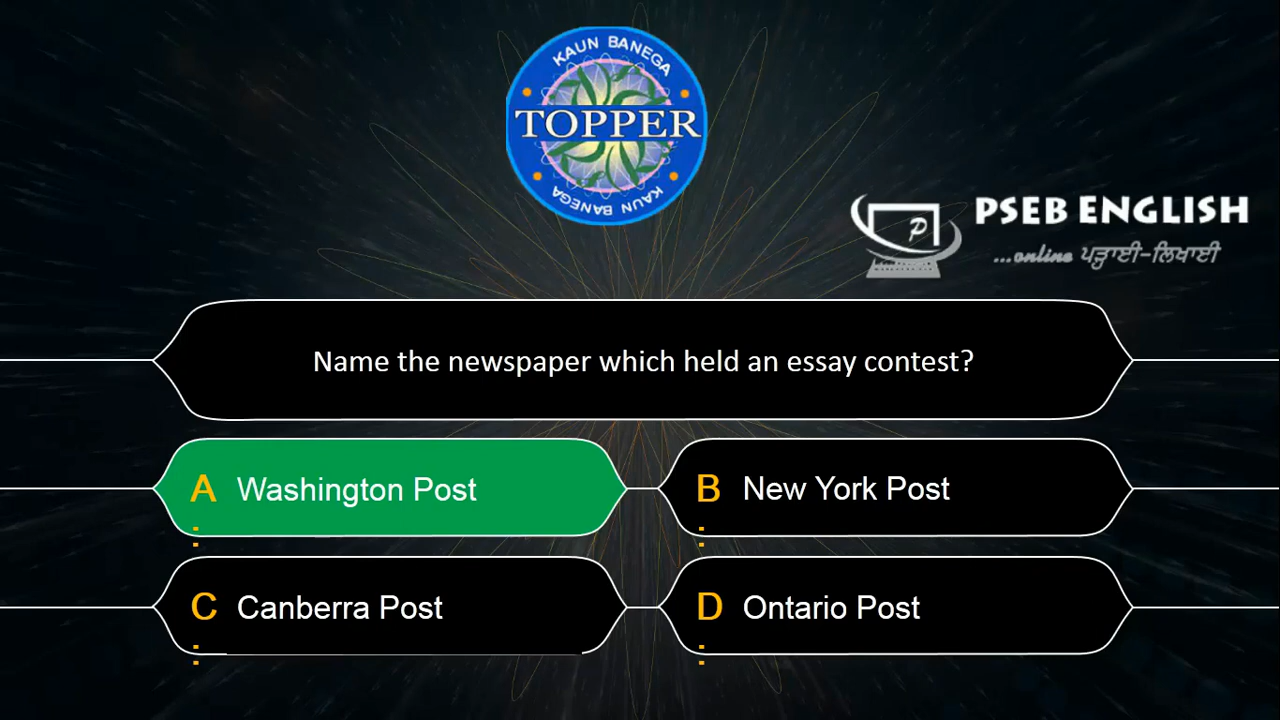 KAUN BANEGA
TOPPER
KAUN BANEGA
PSEB ENGLISH
...online ਪੜ੍ਹਾਈ-ਲਿਖਾਈ
Name the newspaper which held an essay contest?
A : Washington Post
B : New York Post
C : Canberra Post
D : Ontario Post